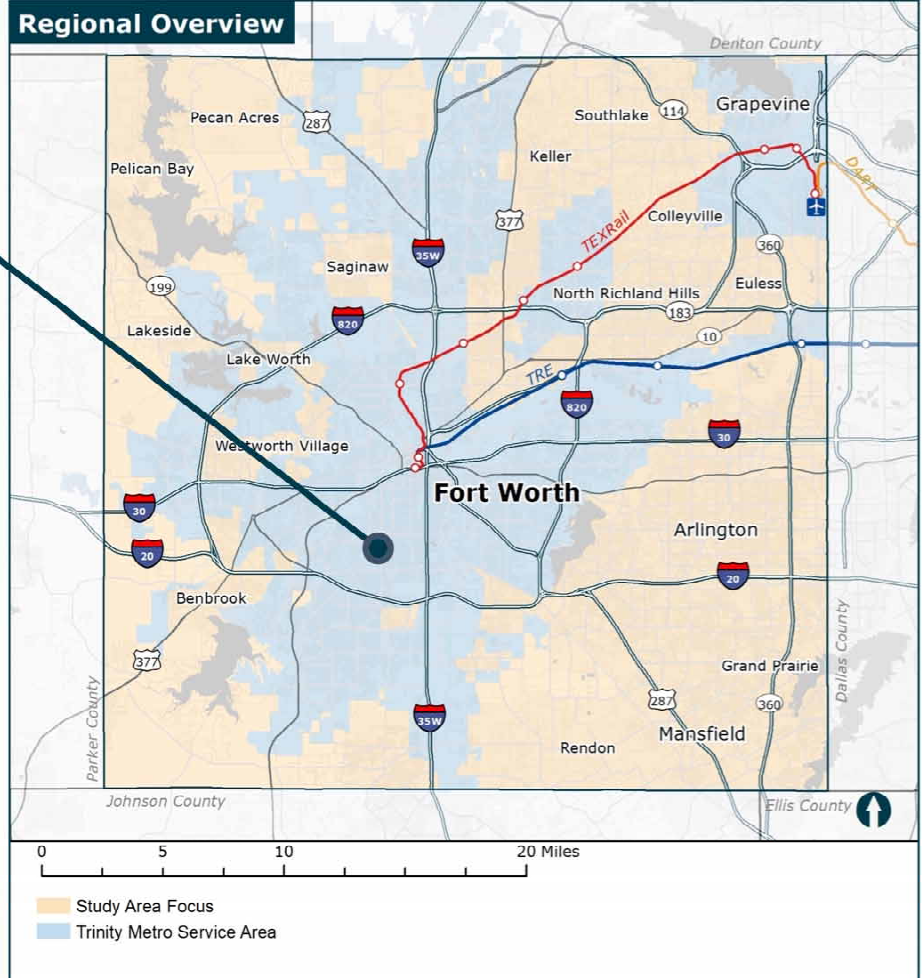 Regional Overview
Denton County
Pecan Acres
287
Southlake
114
Grapevine
Keller
Pelican Bay
DART
377
Colleyville
TEXRail
35W
360
Saginaw
199
North Richland Hills
Euless
820
183
Lakeside
10
Lake Worth
TRE
820
Westworth Village
30
Fort Worth
30
Arlington
20
20
Benbrook
377
Grand Prairie
Dallas County
Parker County
287
360
35W
Mansfield
Rendon
Johnson County
Ellis County
0 5 10 20 Miles
Study Area Focus
Trinity Metro Service Area